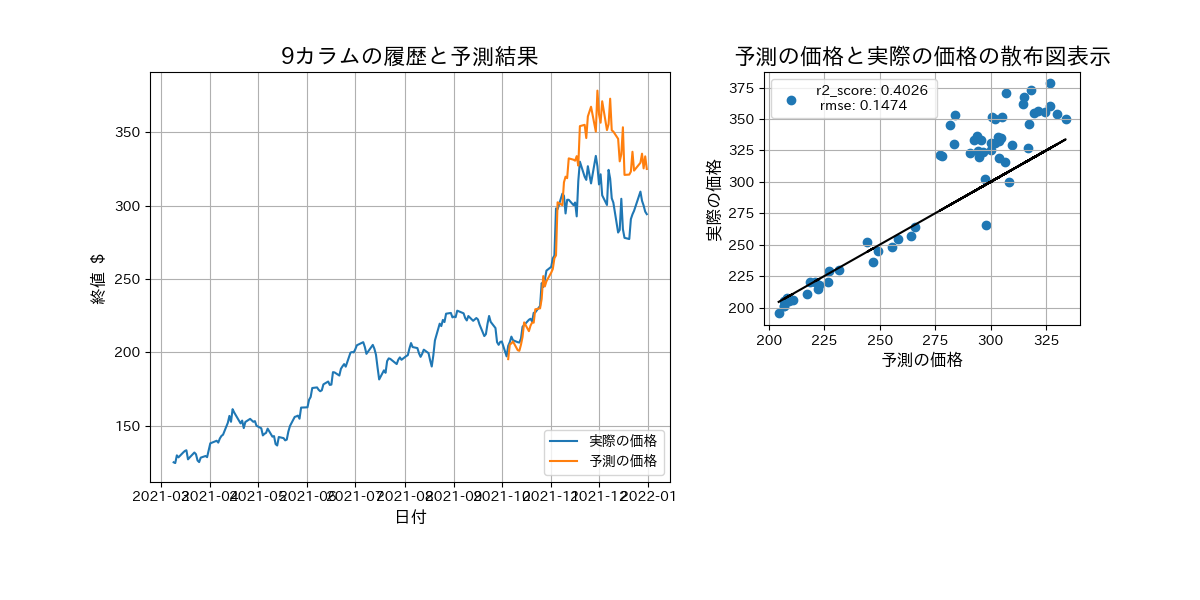 9カラムの履歴と予測結果
終値 $
350
300
250
200
150
2021-03 2021-04 2021-05 2021-06 2021-07 2021-08 2021-09 2021-10 2021-11 2021-12 2022-01
日付
実際の価格
予測の価格
予測の価格と実際の価格の散布図表示
r2_score: 0.4026
rmse: 0.1474
実際の価格
375
350
325
300
275
250
225
200
200 225 250 275 300 325
予測の価格